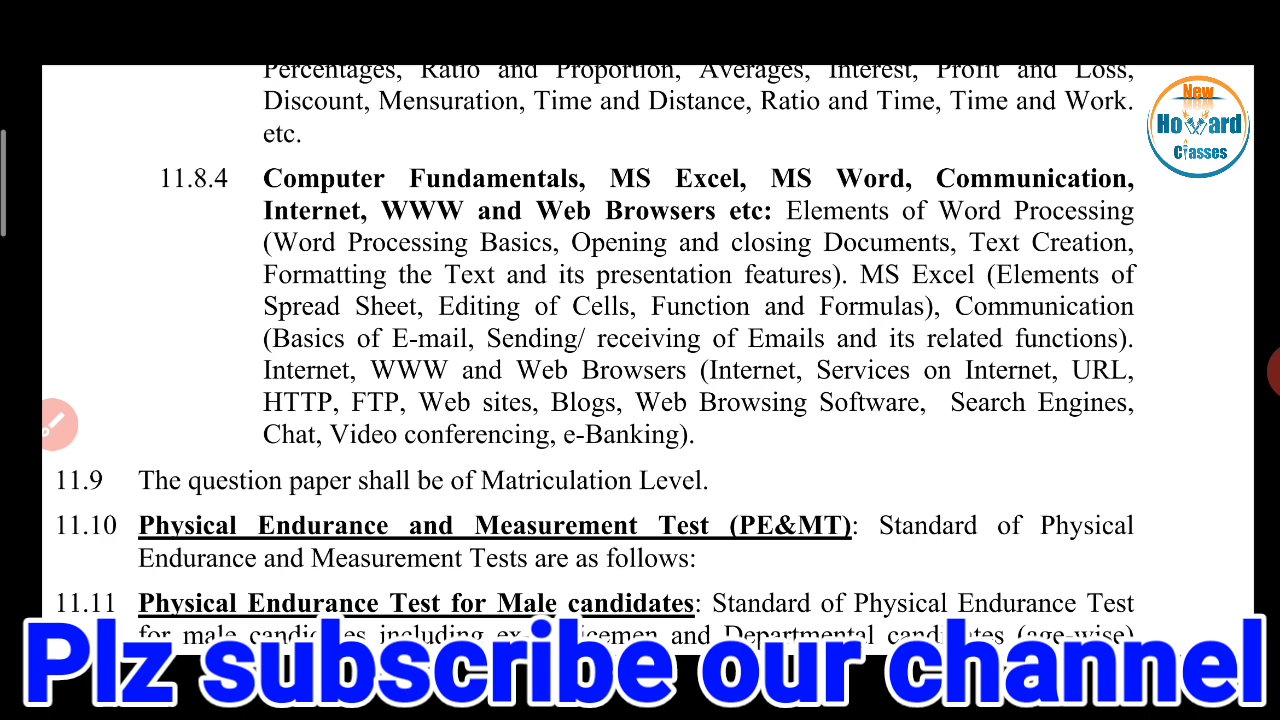 Percentages, Ratio and Proportion, Averages, Interest, Profit and Loss,
Discount, Mensuration, Time and Distance, Ratio and Time, Time and Work.
etc.
New
Howard
Classes
11.8.4 Computer Fundamentals, MS Excel, MS Word, Communication,
Internet, WWW and Web Browsers etc: Elements of Word Processing
(Word Processing Basics, Opening and closing Documents, Text Creation,
Formatting the Text and its presentation features). MS Excel (Elements of
Spread Sheet, Editing of Cells, Function and Formulas), Communication
(Basics of E-mail, Sending/ receiving of Emails and its related functions).
Internet, WWW and Web Browsers (Internet, Services on Internet, URL,
HTTP, FTP, Web sites, Blogs, Web Browsing Software, Search Engines,
Chat, Video conferencing, e-Banking).
11.9 The question paper shall be of Matriculation Level.
11.10 Physical Endurance and Measurement Test (PE&MT): Standard of Physical
Endurance and Measurement Tests are as follows:
11.11 Physical Endurance Test for Male candidates: Standard of Physical Endurance Test
for male candidates including and Departmental candidates (age-wise)
Plz subscribe our channel